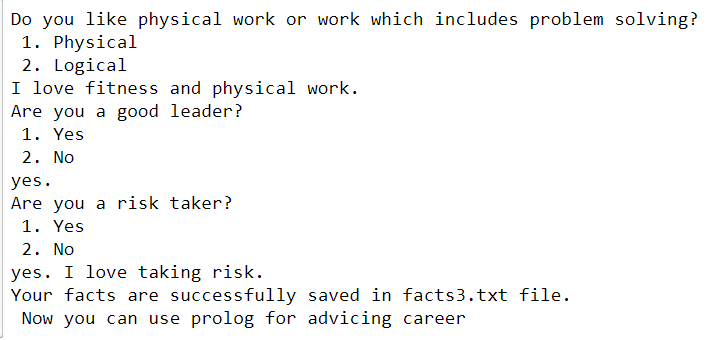 Do you like physical work or work which includes problem solving?
1. Physical
2. Logical
I love fitness and physical work.
Are you a good leader?
1. Yes
2. No
yes.
Are you a risk taker?
1. Yes
2. No
yes. I love taking risk.
Your facts are successfully saved in facts3.txt file.
Now you can use prolog for advicing career